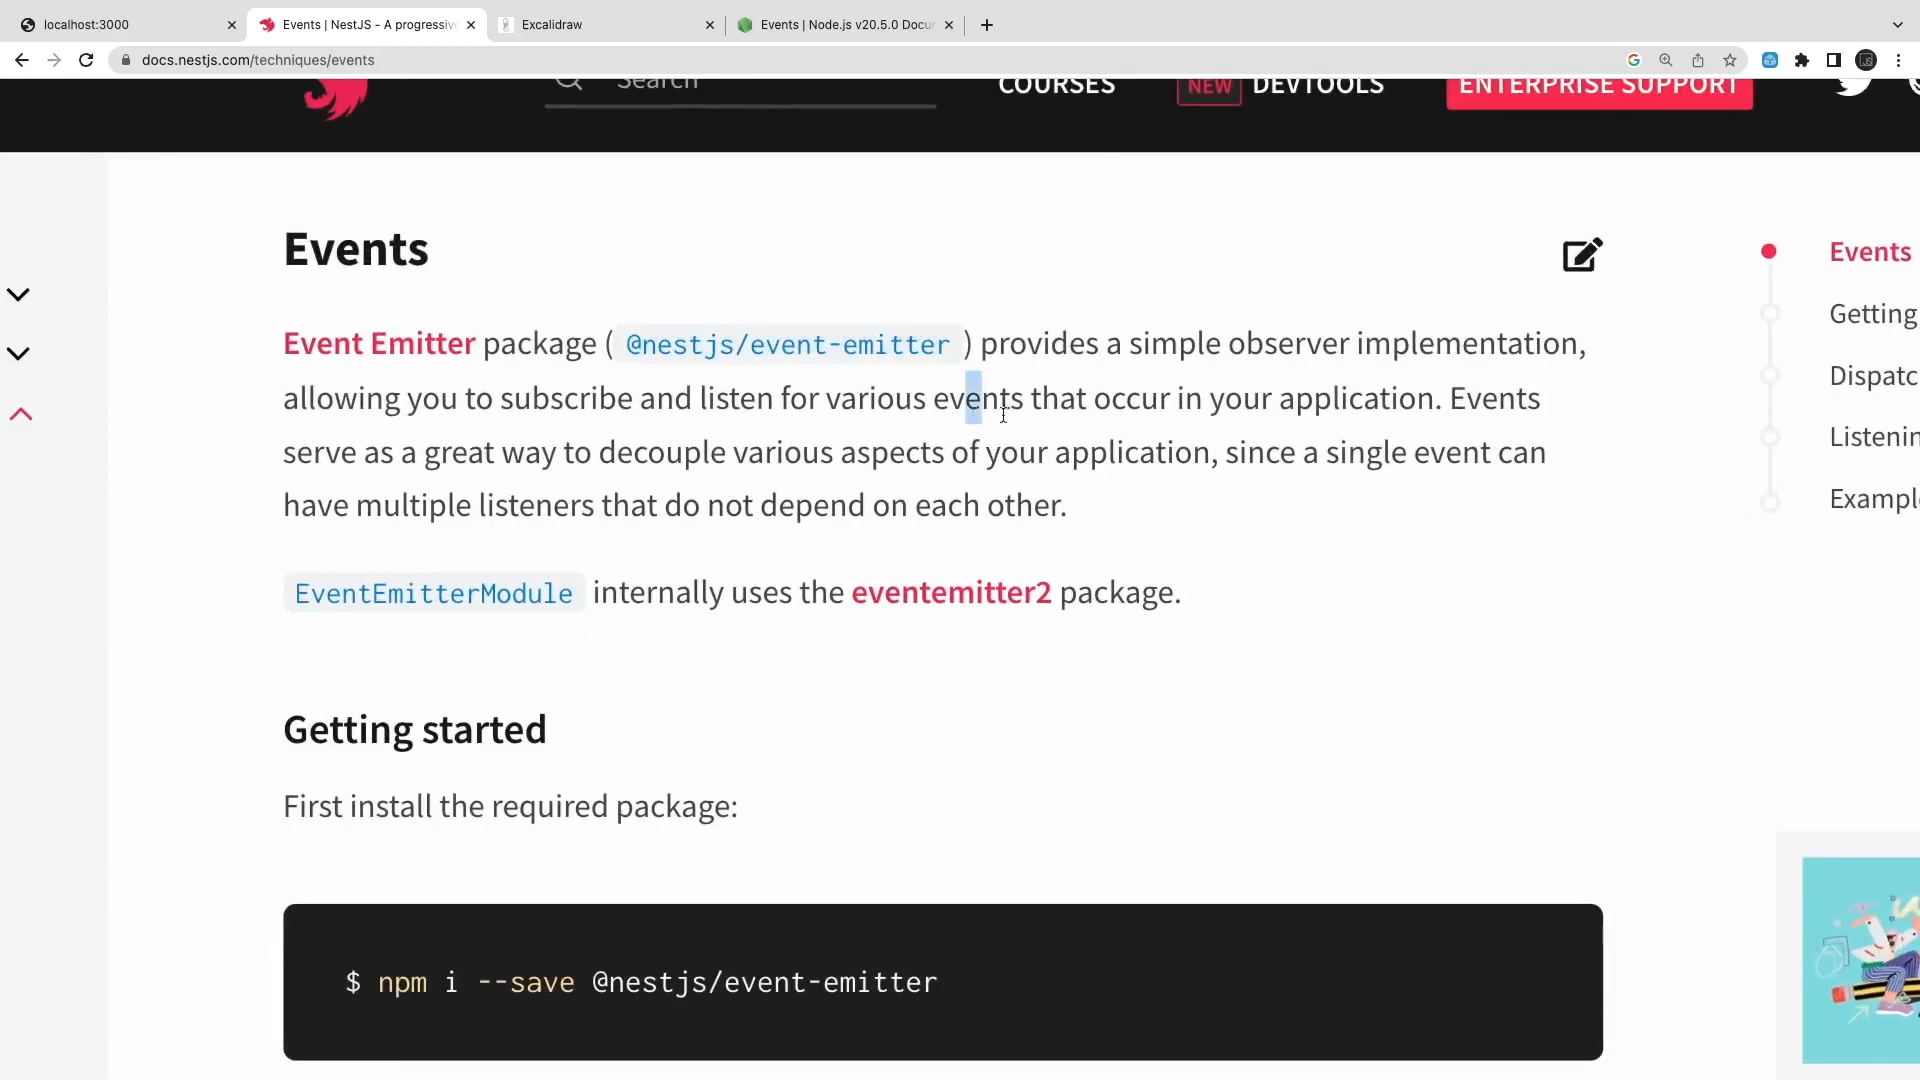 localhost:3000
Events | NestJS - A progressive
Excalidraw
Events | Node.js v20.5.0 Docu
docs.nestjs.com/techniques/events
Search
COURSES
NEW DEVTOOLS
ENTERPRISE SUPPORT
Events
Event Emitter package ( @nestjs/event-emitter ) provides a simple observer implementation,
allowing you to subscribe and listen for various events that occur in your application. Events
serve as a great way to decouple various aspects of your application, since a single event can
have multiple listeners that do not depend on each other.
EventEmitterModule internally uses the eventemitter2 package.
Getting started
First install the required package:
$ npm i --save @nestjs/event-emitter
Events
Getting
Dispatc
Listenin
Exampl